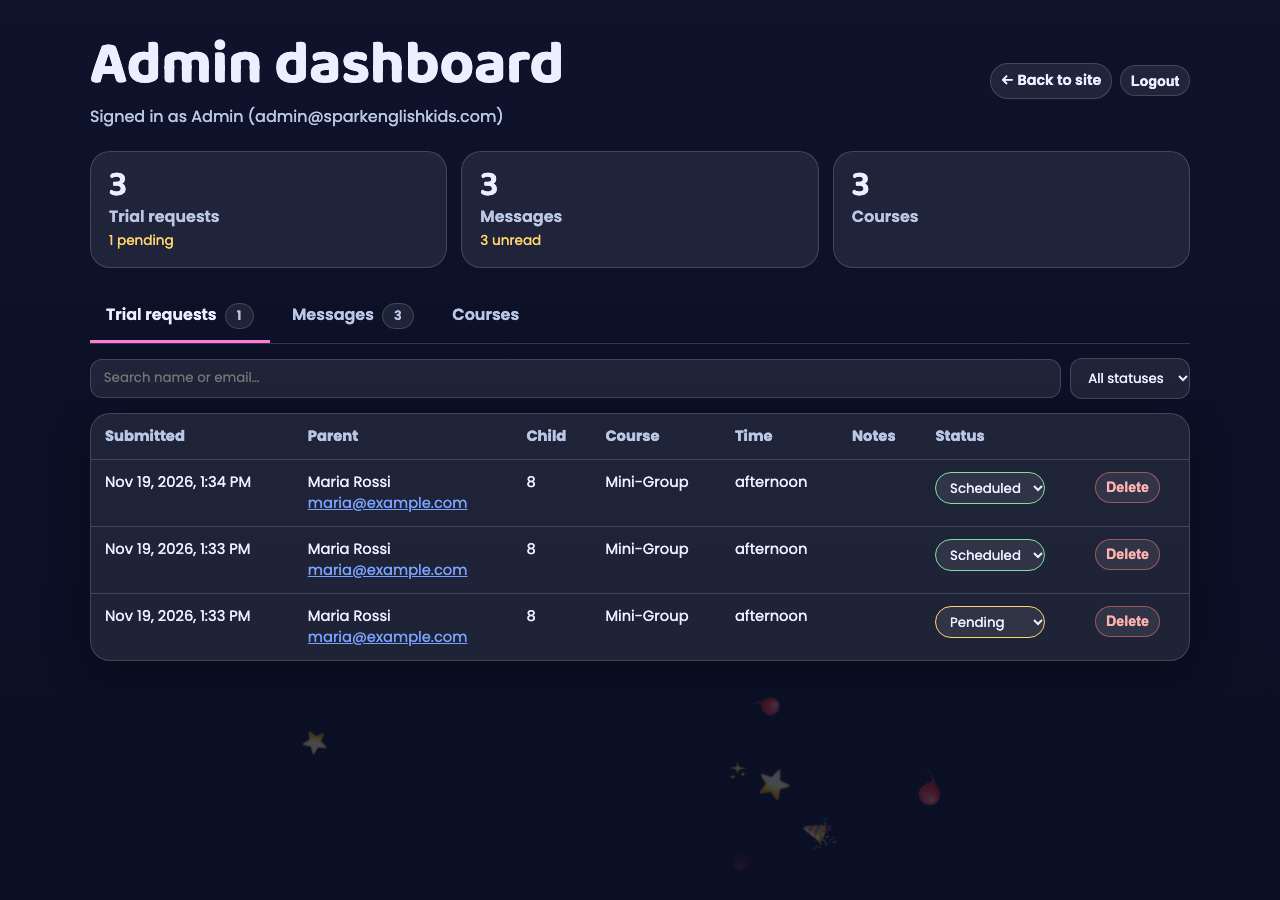 Admin dashboard
← Back to site
Logout
Signed in as Admin (admin@sparkenglishkids.com)
3
Trial requests
1 pending
3
Messages
3 unread
3
Courses
Trial requests 1
Messages 3
Courses
Search name or email…
All statuses
Submitted Parent Child Course Time Notes Status
Nov 19, 2026, 1:34 PM Maria Rossi 8 Mini-Group afternoon Scheduled Delete
maria@example.com
Nov 19, 2026, 1:33 PM Maria Rossi 8 Mini-Group afternoon Scheduled Delete
maria@example.com
Nov 19, 2026, 1:33 PM Maria Rossi 8 Mini-Group afternoon Pending Delete
maria@example.com